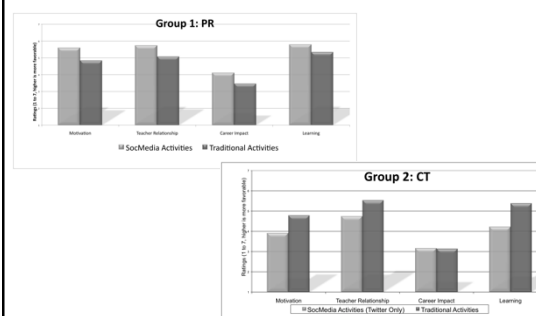 Group 1: PR
Ratings (1 to 7, higher is more favorable)
Motivation Teacher Relationship Career Impact Learning
SocMedia Activities Traditional Activities
Group 2: CT
Ratings (1 to 7, higher is more favorable)
Motivation Teacher Relationship Career Impact Learning
SocMedia Activities (Twitter Only) Traditional Activities